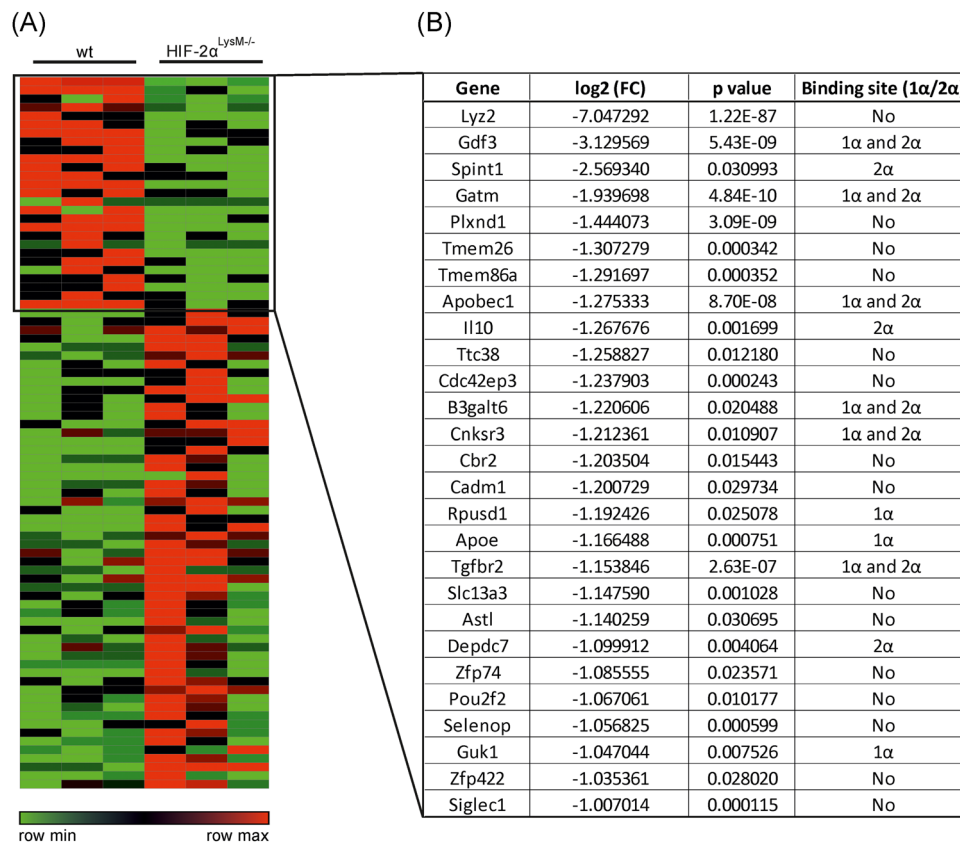 (A)
wt HIF-2α^LysM-/-
row min row max
(B)
Gene log2 (FC) p value Binding site (1α/2α
Lyz2 -7.047292 1.22E-87 No
Gdf3 -3.129569 5.43E-09 1α and 2α
Spint1 -2.569340 0.030993 2α
Gatm -1.939698 4.84E-10 1α and 2α
Plxnd1 -1.444073 3.09E-09 No
Tmem26 -1.307279 0.000342 No
Tmem86a -1.291697 0.000352 No
Apobec1 -1.275333 8.70E-08 1α and 2α
Il10 -1.267676 0.001699 2α
Ttc38 -1.258827 0.012180 No
Cdc42ep3 -1.237903 0.000243 No
B3galt6 -1.220606 0.020488 1α and 2α
Cnksr3 -1.212361 0.010907 1α and 2α
Cbr2 -1.203504 0.015443 No
Cadm1 -1.200729 0.029734 No
Rpusd1 -1.192426 0.025078 1α
Apoe -1.166488 0.000751 1α
Tgfbr2 -1.153846 2.63E-07 1α and 2α
Slc13a3 -1.147590 0.001028 No
Astl -1.140259 0.030695 No
Depdc7 -1.099912 0.004064 2α
Zfp74 -1.085555 0.023571 No
Pou2f2 -1.067061 0.010177 No
Selenop -1.056825 0.000599 No
Guk1 -1.047044 0.007526 1α
Zfp422 -1.035361 0.028020 No
Siglec1 -1.007014 0.000115 No